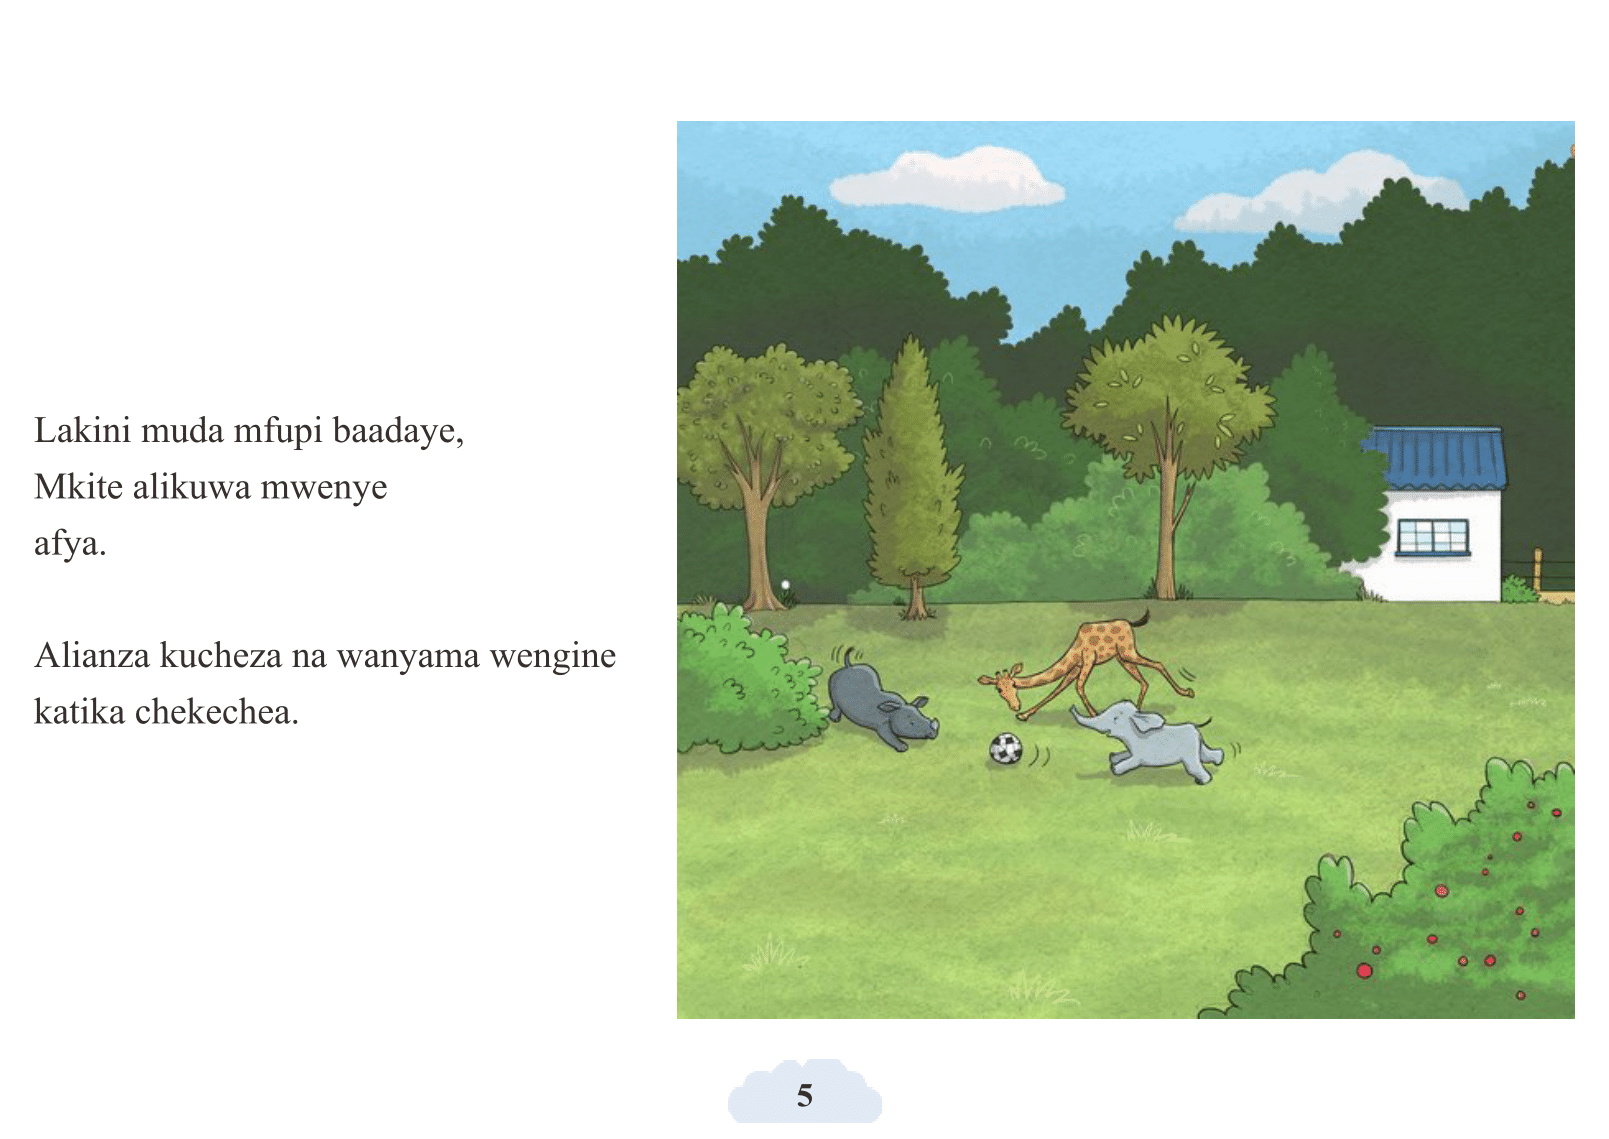 Lakini muda mfupi baadaye,
Mkite alikuwa mwenye
afya.
Alianza kucheza na wanyama wengine
katika chekechea.
5